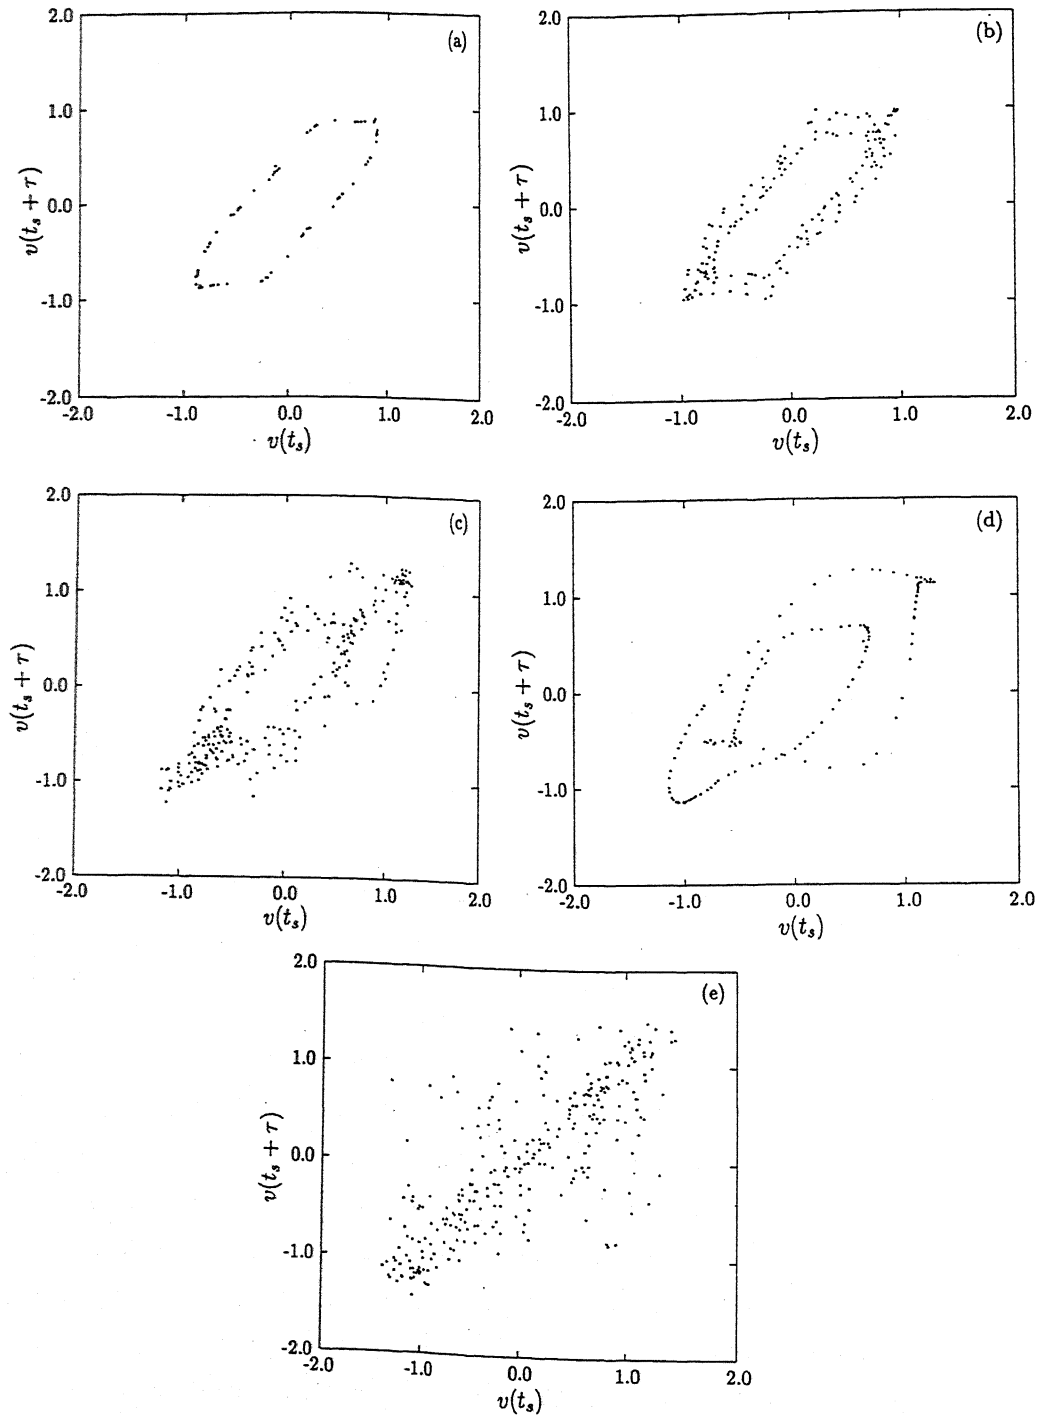 2.0 (a) 2.0 (b)
1.0 1.0
v(t_s + τ) 0.0 v(t_s + τ) 0.0
-1.0 -1.0
-2.0 -2.0
-2.0 -1.0 0.0 1.0 2.0 -2.0 -1.0 0.0 1.0 2.0
v(t_s) v(t_s)
2.0 (c) 2.0 (d)
1.0 1.0
v(t_s + τ) 0.0 v(t_s + τ) 0.0
-1.0 -1.0
-2.0 -2.0
-2.0 -1.0 0.0 1.0 2.0 -2.0 -1.0 0.0 1.0 2.0
v(t_s) v(t_s)
2.0 (e)
1.0
v(t_s + τ) 0.0
-1.0
-2.0
-2.0 -1.0 0.0 1.0 2.0
v(t_s)